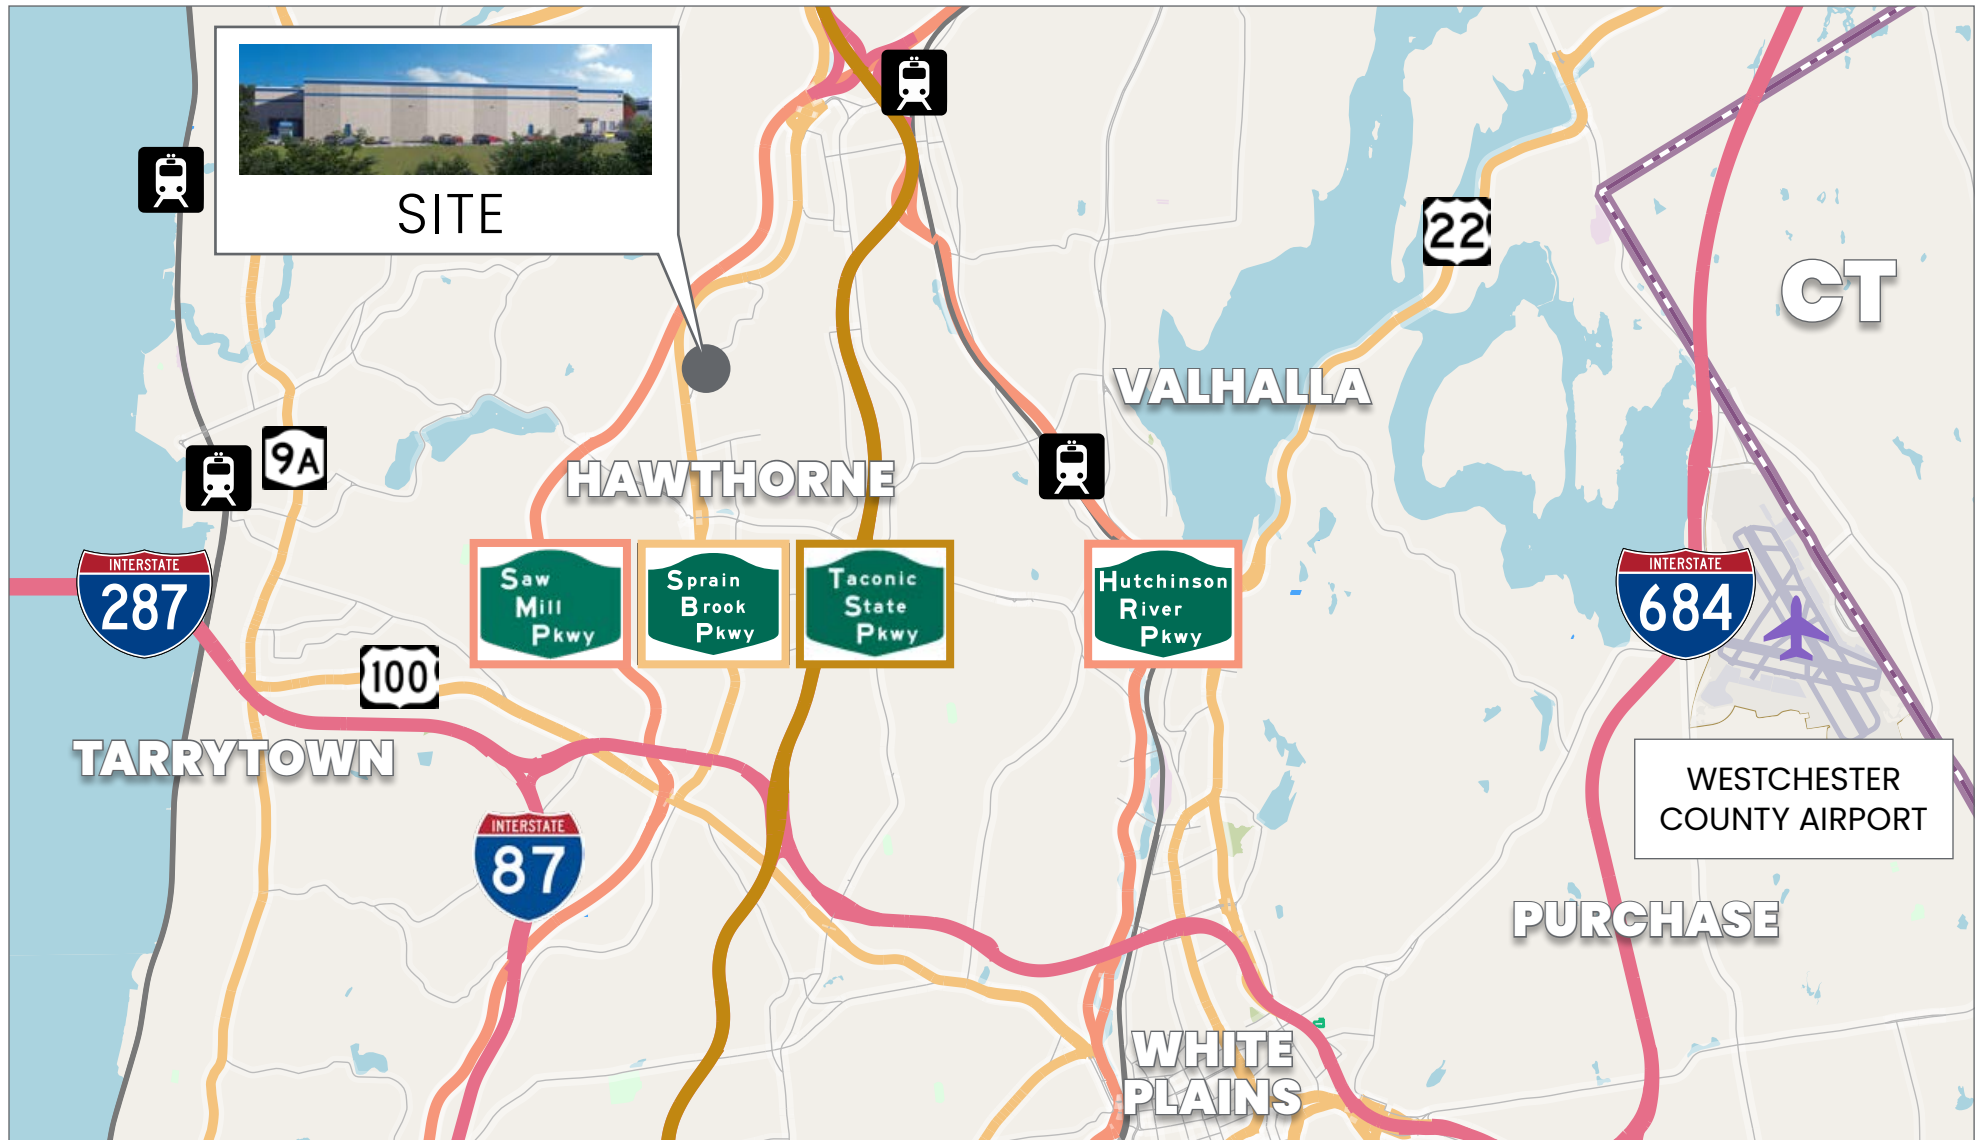 SITE
22
CT
VALHALLA
9A
HAWTHORNE
INTERSTATE
287
Saw
Mill
Pkwy
Sprain
Brook
Pkwy
Taconic
State
Pkwy
Hutchinson
River
Pkwy
INTERSTATE
684
100
TARRYTOWN
WESTCHESTER
COUNTY AIRPORT
INTERSTATE
87
PURCHASE
WHITE
PLAINS